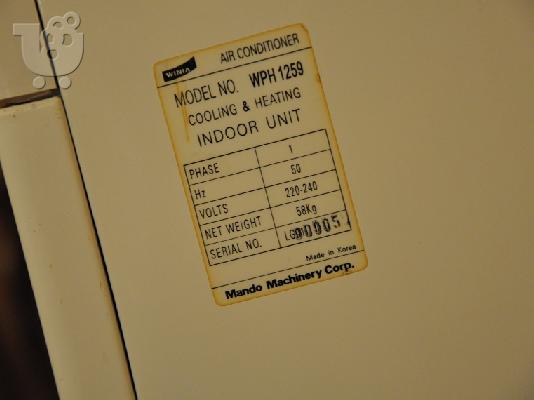 WINIA AIR CONDITIONER
MODEL NO. WPH 1259
COOLING & HEATING
INDOOR UNIT
PHASE 1
Hz 50
VOLTS 220-240
NET WEIGHT 58Kg
SERIAL NO. 900051
Made in Korea
Mando Machinery Corp.